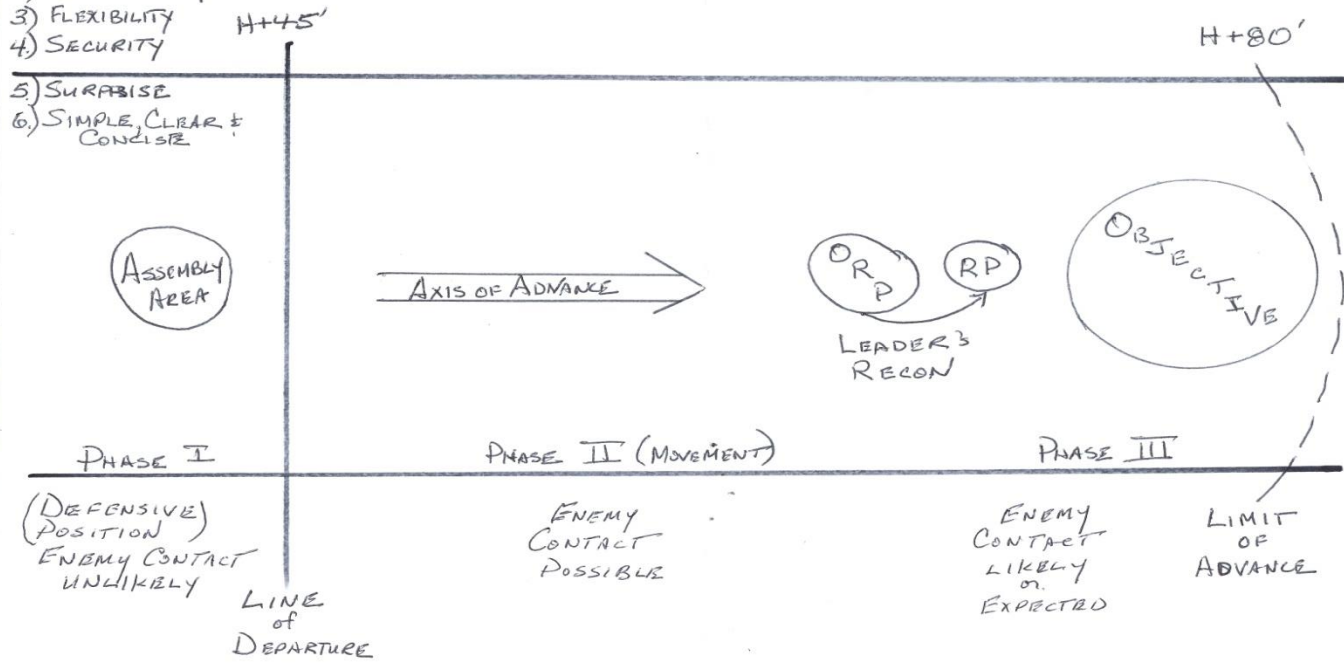 3) FLEXIBILITY
4.) SECURITY
H+45'
H+80'
5.) SURPRISE
6.) SIMPLE, CLEAR &
CONCISE
ASSEMBLY
AREA
AXIS OF ADVANCE
ORP
RP
LEADER'S
RECON
OBJECTIVE
PHASE I
PHASE II (MOVEMENT)
PHASE III
(DEFENSIVE)
(POSITION)
ENEMY CONTACT
UNLIKELY
LINE
of
DEPARTURE
ENEMY
CONTACT
POSSIBLE
ENEMY
CONTACT
LIKELY
or
EXPECTED
LIMIT
OF
ADVANCE